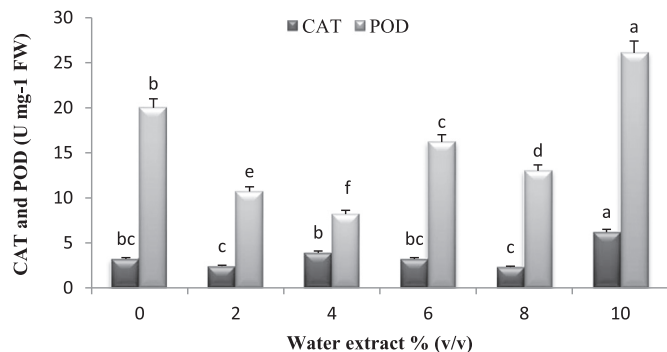 CAT POD
CAT and POD (U mg-1 FW)
30
25
20
15
10
5
0
bc b
c e
b f
bc c
c d
a a
0 2 4 6 8 10
Water extract % (v/v)